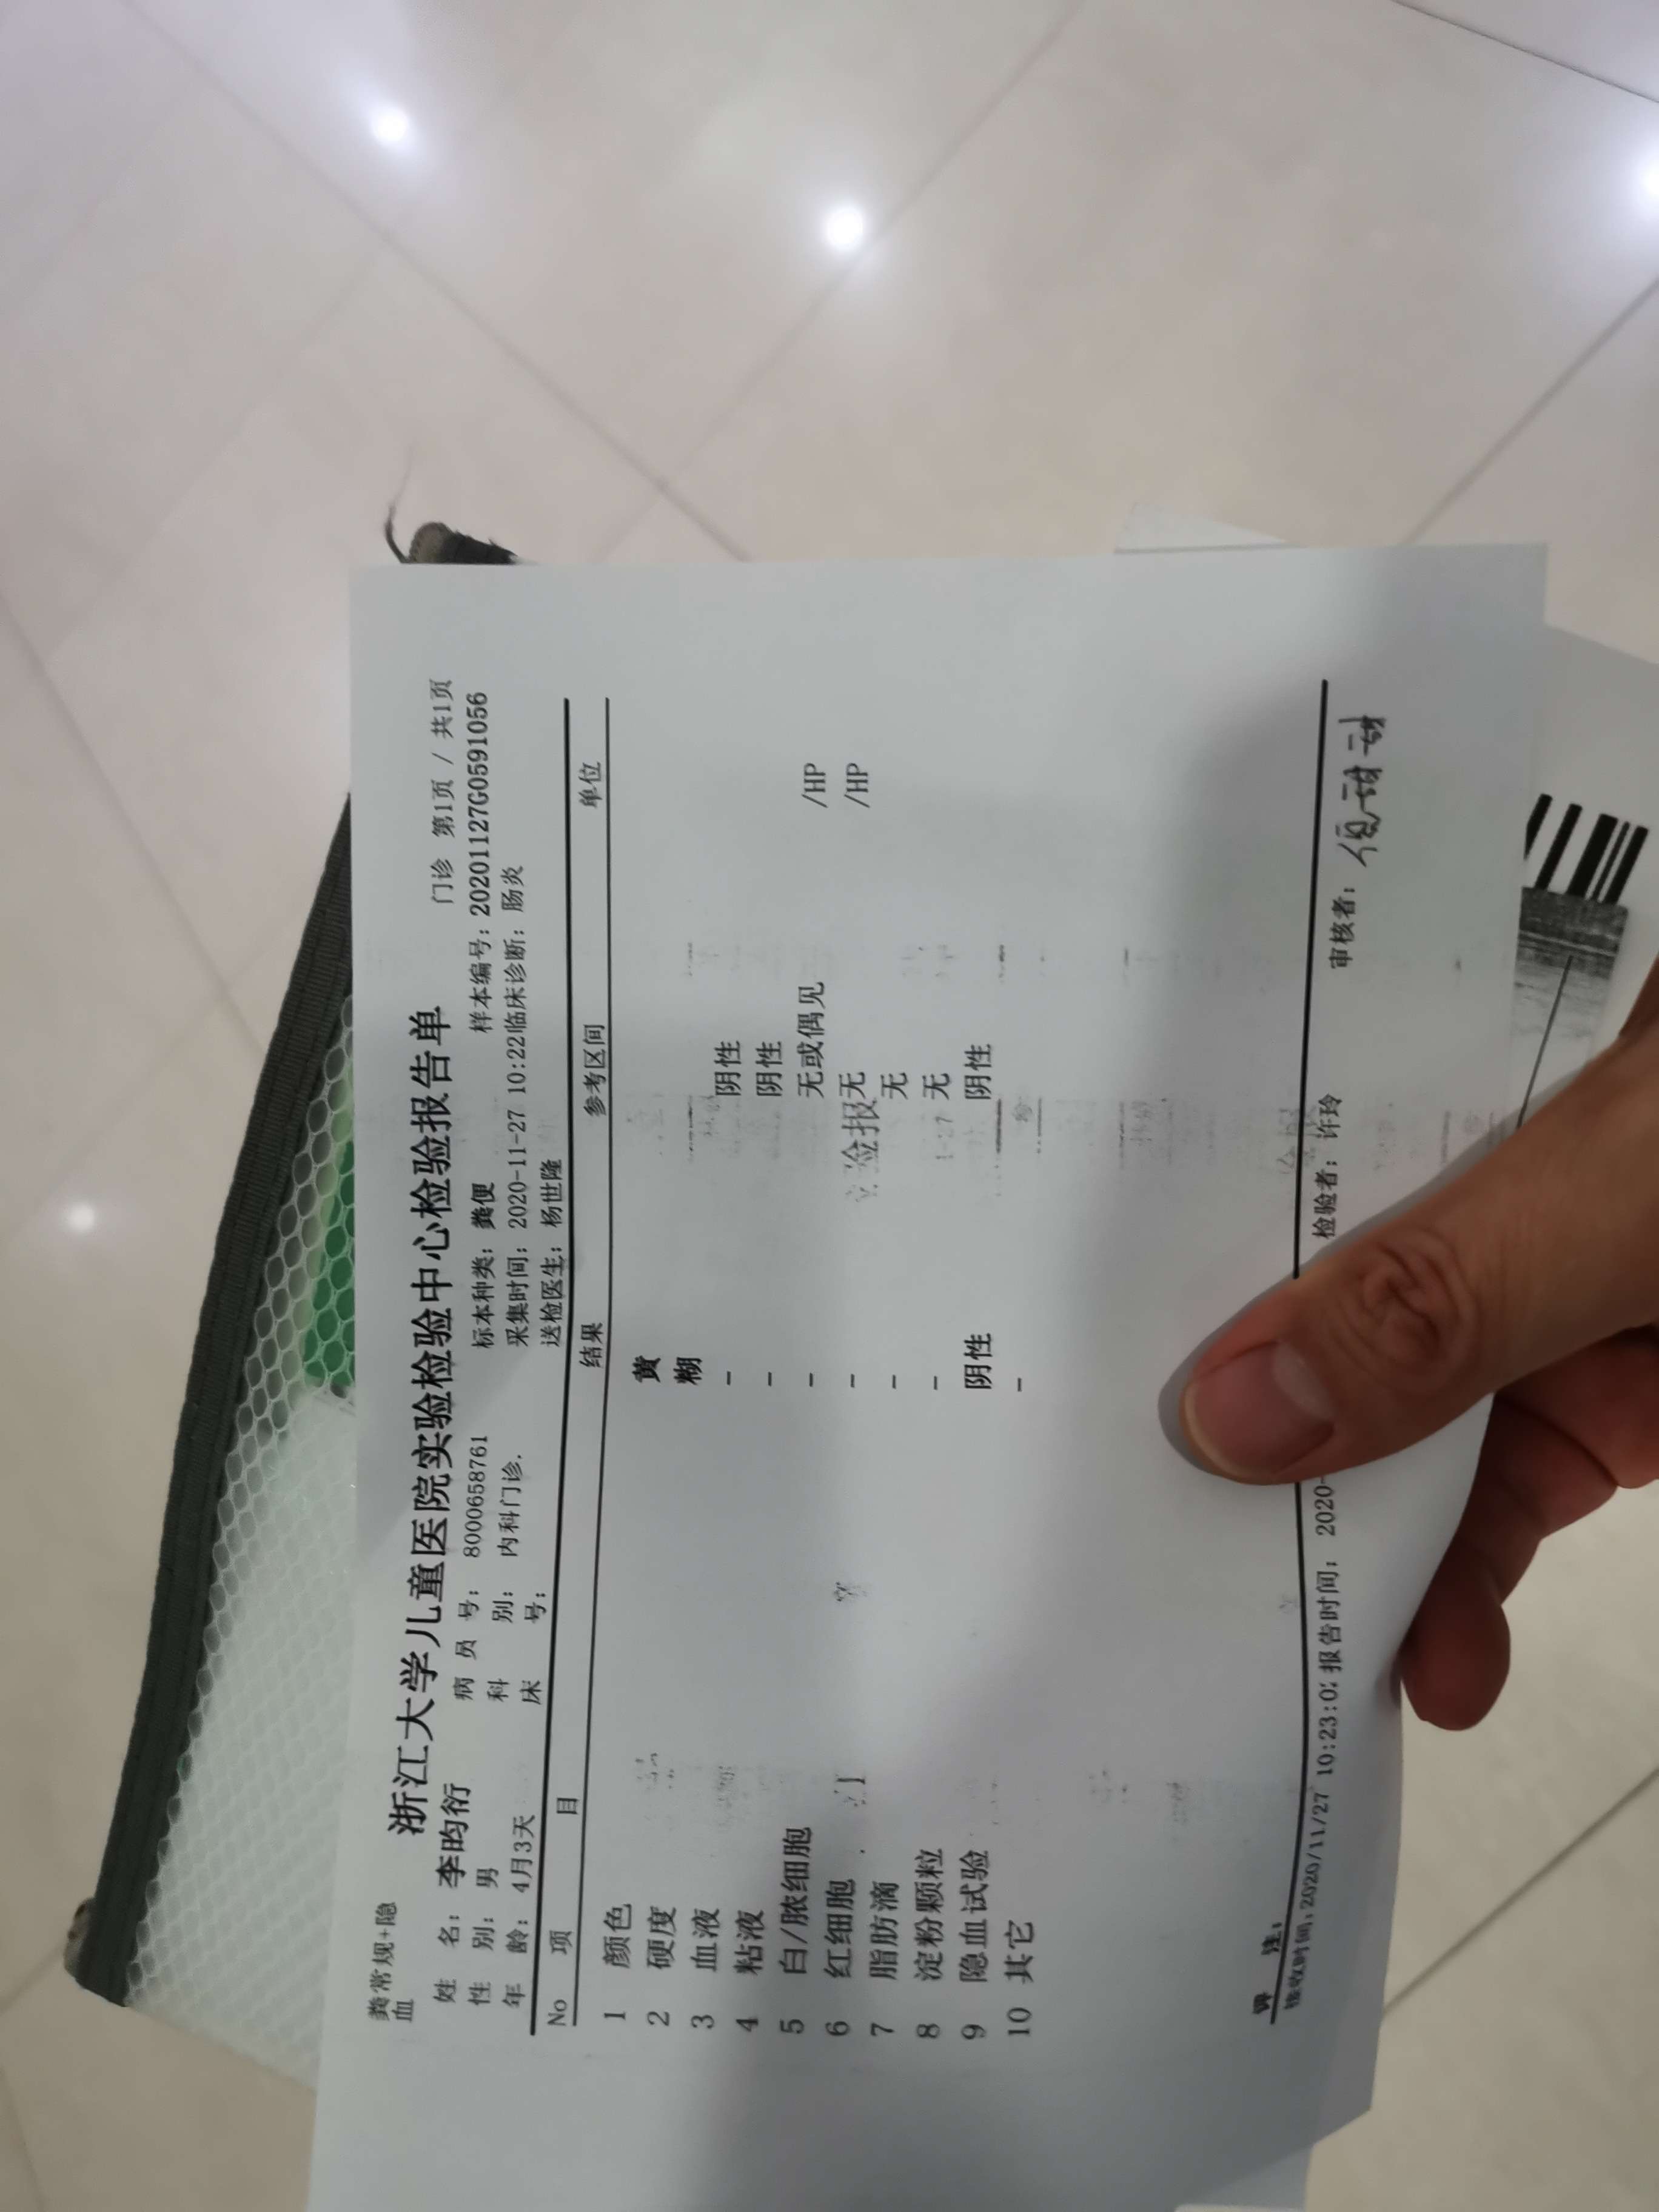 粪常规+隐血
浙江大学儿童医院实验检验中心检验报告单
门诊 第1页 / 共1页
姓 名: 李昀衍 病 员 号: 8000658761 标本种类: 粪便 样本编号: 20201127G0591056
性 别: 男 科 别: 内科门诊. 采集时间: 2020-11-27 10:22 临床诊断: 肠炎
年 龄: 4月3天 床 号: 送检医生: 杨世隆
No 项 目 结果 参考区间 单位
1 颜色 黄
2 硬度 糊
3 血液 - 阴性
4 粘液 - 阴性
5 白/脓细胞 - 无或偶见 /HP
6 红细胞 - 无 /HP
7 脂肪滴 - 无
8 淀粉颗粒 - 无
9 隐血试验 阴性 阴性
10 其它 -
注:
接收时间:2020/11/27 10:23:0 报告时间: 2020- 检验者: 许玲 审核者: